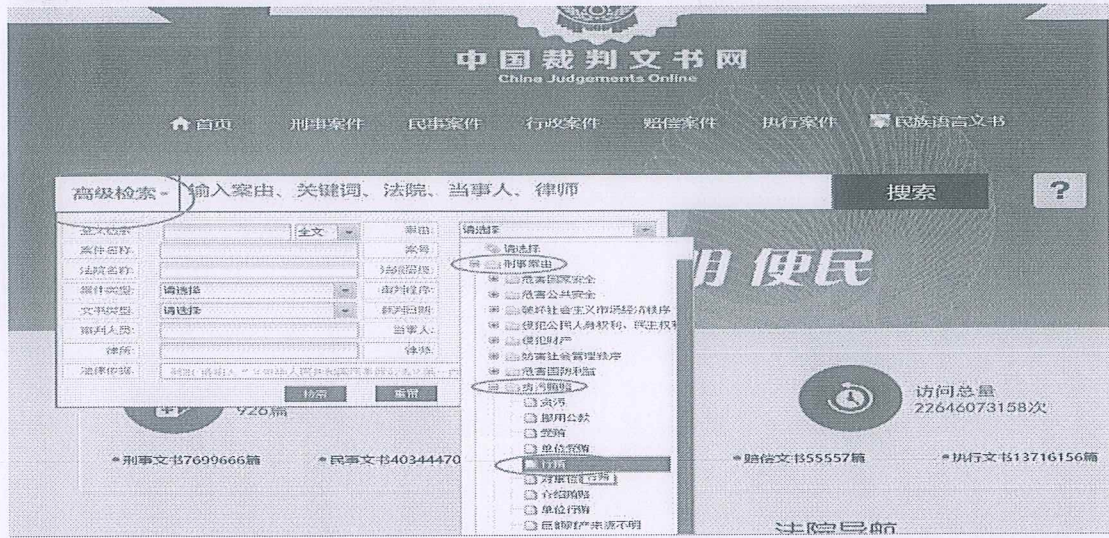 中国裁判文书网
China Judgements Online
首页 刑事案件 民事案件 行政案件 赔偿案件 执行案件 民族语言文书
高级检索 输入案由、关键词、法院、当事人、律师 搜索 ?
全文检索: 全文 案由: 请选择
案件名称: 案号: 请选择
法院名称: 法院层级: 刑事案由
案件类型: 请选择 审判程序: 危害国家安全
文书类型: 请选择 裁判日期: 危害公共安全
审判人员: 当事人: 破坏社会主义市场经济秩序
律所: 律师: 侵犯公民人身权利、民主权利
法律依据: 侵犯财产
检索 重置 妨害社会管理秩序
危害国防利益
贪污贿赂
贪污
挪用公款
受贿
单位受贿
行贿
对单位行贿
介绍贿赂
单位行贿
巨额财产来源不明
便民
926篇
访问总量
22646073158次
刑事文书7699666篇 民事文书40344470 赔偿文书55557篇 执行文书13716156篇
法院导航